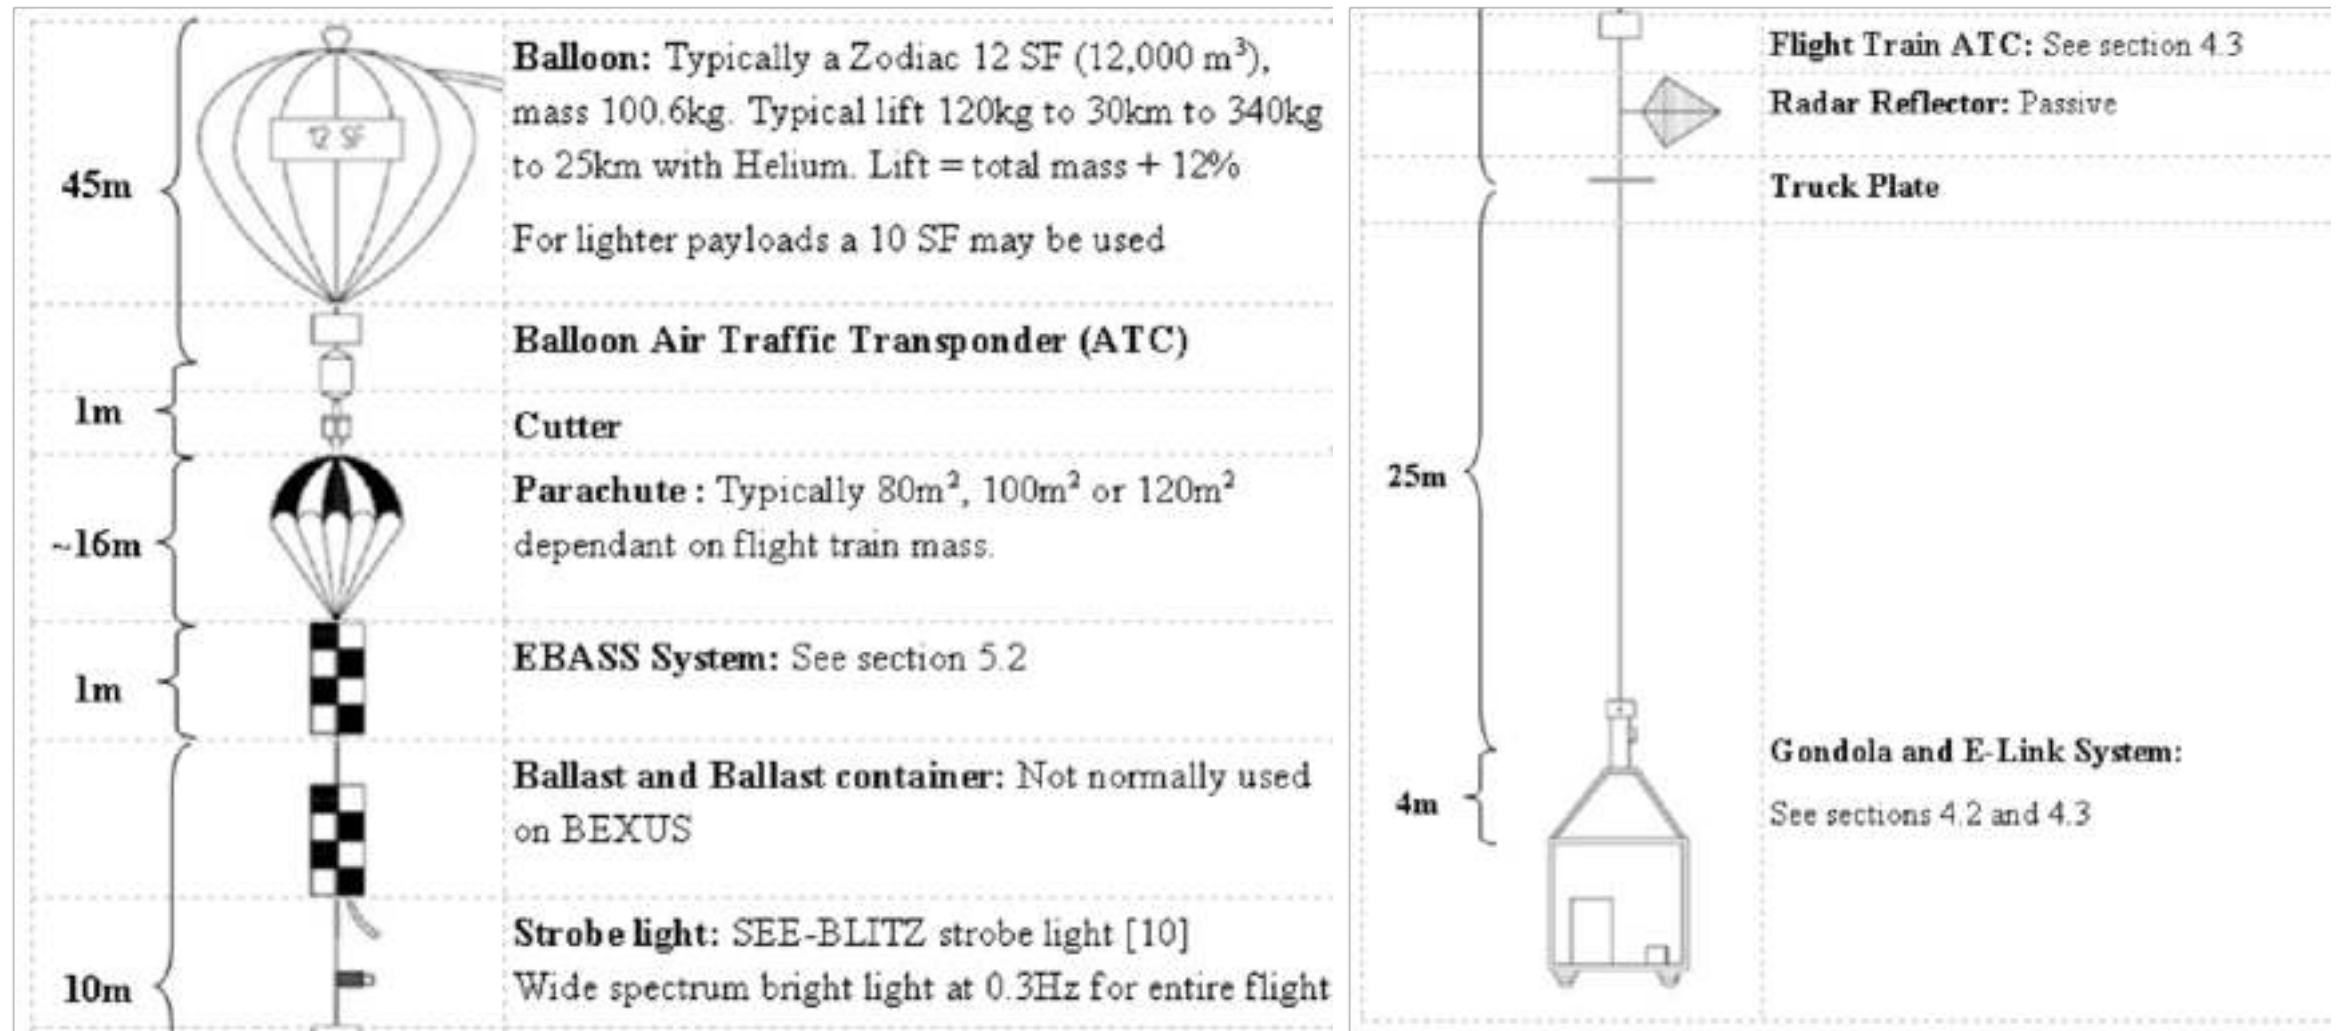 Balloon: Typically a Zodiac 12 SF (12,000 m³),
mass 100.6kg. Typical lift 120kg to 30km to 340kg
to 25km with Helium. Lift = total mass + 12%
For lighter payloads a 10 SF may be used
12 SF
45m
Balloon Air Traffic Transponder (ATC)
1m
Cutter
Parachute : Typically 80m², 100m² or 120m²
dependant on flight train mass.
~16m
EBASS System: See section 5.2
1m
Ballast and Ballast container: Not normally used
on BEXUS
Strobe light: SEE-BLITZ strobe light [10]
Wide spectrum bright light at 0.3Hz for entire flight
10m
Flight Train ATC: See section 4.3
Radar Reflector: Passive
Truck Plate
25m
Gondola and E-Link System:
See sections 4.2 and 4.3
4m